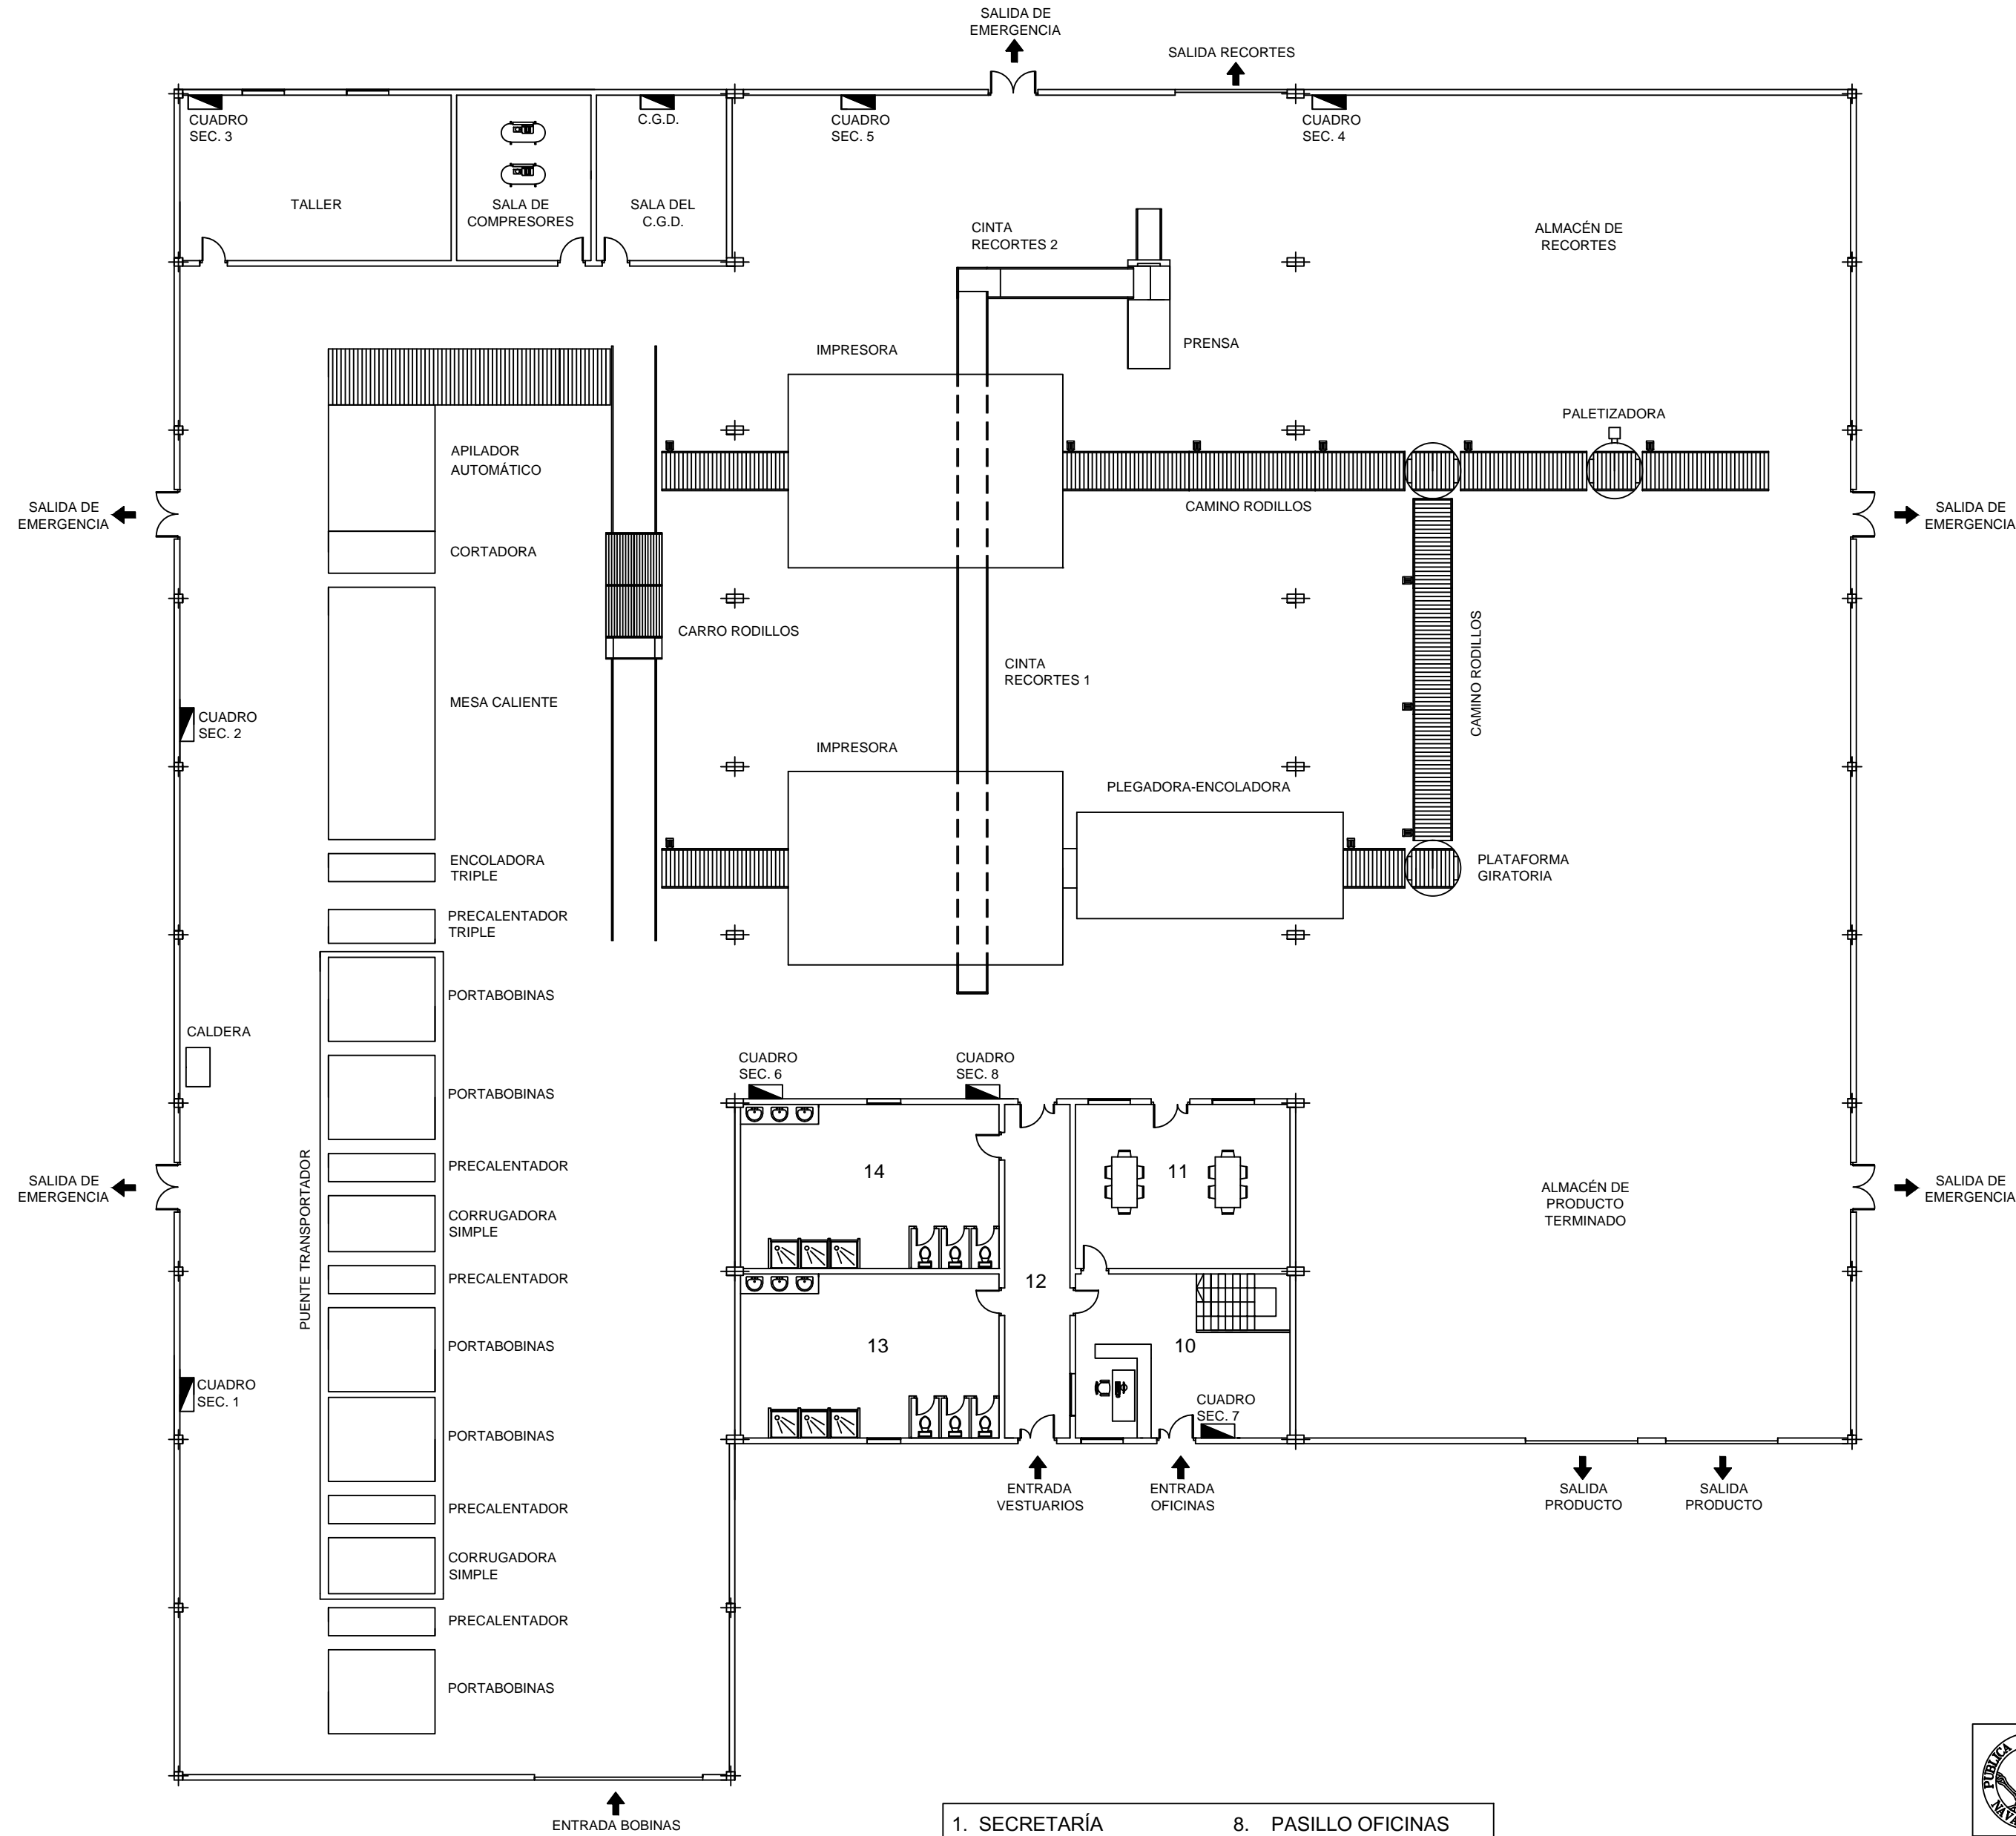 SALIDA DE
EMERGENCIA
SALIDA RECORTES
CUADRO
SEC. 3
C.G.D.
CUADRO
SEC. 5
CUADRO
SEC. 4
TALLER
SALA DE
COMPRESORES
SALA DEL
C.G.D.
CINTA
RECORTES 2
ALMACÉN DE
RECORTES
IMPRESORA
PRENSA
PALETIZADORA
APILADOR
AUTOMÁTICO
SALIDA DE
EMERGENCIA
CAMINO RODILLOS
SALIDA DE
EMERGENCIA
CORTADORA
CARRO RODILLOS
CAMINO RODILLOS
CINTA
RECORTES 1
MESA CALIENTE
CUADRO
SEC. 2
IMPRESORA
PLEGADORA-ENCOLADORA
ENCOLADORA
TRIPLE
PLATAFORMA
GIRATORIA
PRECALENTADOR
TRIPLE
PORTABOBINAS
CALDERA
CUADRO
SEC. 6
CUADRO
SEC. 8
PORTABOBINAS
PUENTE TRANSPORTADOR
PRECALENTADOR
14
11
SALIDA DE
EMERGENCIA
ALMACÉN DE
PRODUCTO
TERMINADO
SALIDA DE
EMERGENCIA
CORRUGADORA
SIMPLE
PRECALENTADOR
12
PORTABOBINAS
13
10
CUADRO
SEC. 1
CUADRO
SEC. 7
PORTABOBINAS
ENTRADA
VESTUARIOS
ENTRADA
OFICINAS
SALIDA
PRODUCTO
SALIDA
PRODUCTO
PRECALENTADOR
CORRUGADORA
SIMPLE
PRECALENTADOR
PORTABOBINAS
ENTRADA BOBINAS
1. SECRETARÍA
8. PASILLO OFICINAS
PUBLICA